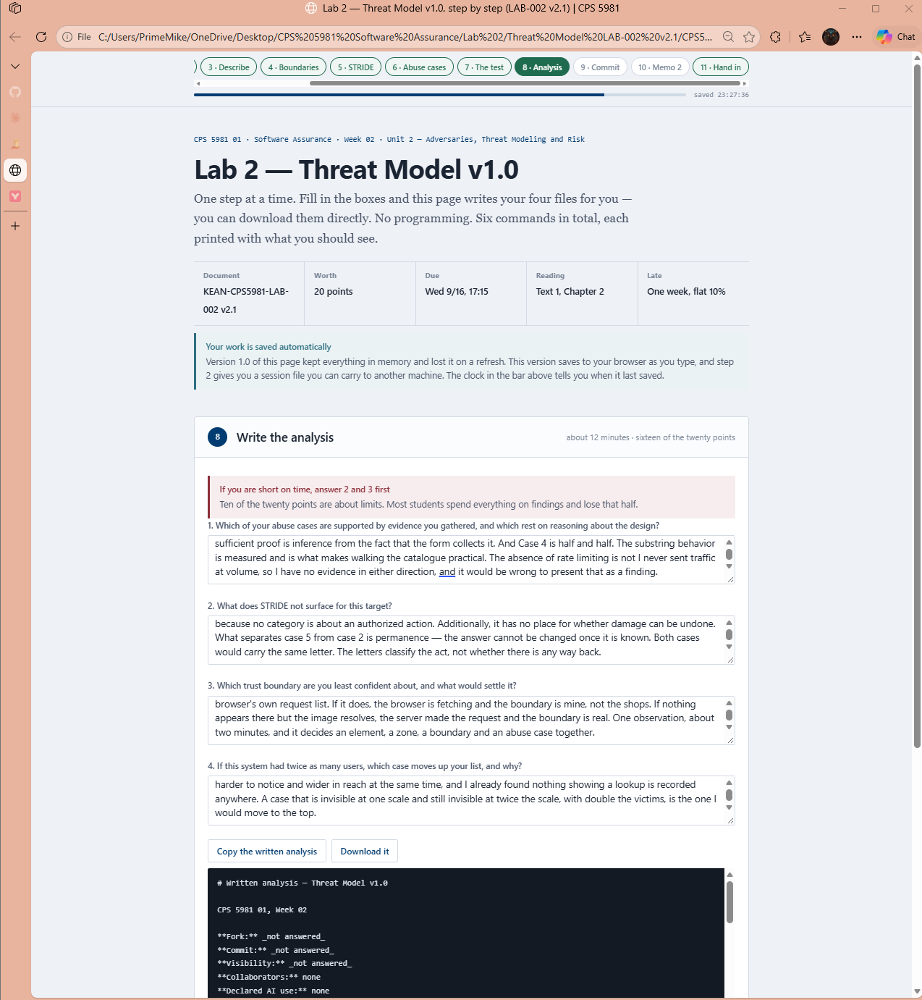 Lab 2 — Threat Model v1.0, step by step (LAB-002 v2.1) | CPS 5981
File
C:/Users/PrimeMike/OneDrive/Desktop/CPS%205981%20Software%20Assurance/Lab%202/Threat%20Model%20LAB-002%20v2.1/CPS5...
Chat
3 · Describe
4 · Boundaries
5 · STRIDE
6 · Abuse cases
7 · The test
8 · Analysis
9 · Commit
10 · Memo 2
11 · Hand in
saved 23:27:36
CPS 5981 01 · Software Assurance · Week 02 · Unit 2 — Adversaries, Threat Modeling and Risk
Lab 2 — Threat Model v1.0
One step at a time. Fill in the boxes and this page writes your four files for you —
you can download them directly. No programming. Six commands in total, each
printed with what you should see.
Document
KEAN-CPS5981-LAB-
002 v2.1
Worth
20 points
Due
Wed 9/16, 17:15
Reading
Text 1, Chapter 2
Late
One week, flat 10%
Your work is saved automatically
Version 1.0 of this page kept everything in memory and lost it on a refresh. This version saves to your browser as you type, and step
2 gives you a session file you can carry to another machine. The clock in the bar above tells you when it last saved.
8
Write the analysis
about 12 minutes · sixteen of the twenty points
If you are short on time, answer 2 and 3 first
Ten of the twenty points are about limits. Most students spend everything on findings and lose that half.
1. Which of your abuse cases are supported by evidence you gathered, and which rest on reasoning about the design?
sufficient proof is inference from the fact that the form collects it. And Case 4 is half and half. The substring behavior
is measured and is what makes walking the catalogue practical. The absence of rate limiting is not I never sent traffic
at volume, so I have no evidence in either direction, and it would be wrong to present that as a finding.
2. What does STRIDE not surface for this target?
because no category is about an authorized action. Additionally, it has no place for whether damage can be undone.
What separates case 5 from case 2 is permanence — the answer cannot be changed once it is known. Both cases
would carry the same letter. The letters classify the act, not whether there is any way back.
3. Which trust boundary are you least confident about, and what would settle it?
browser's own request list. If it does, the browser is fetching and the boundary is mine, not the shops. If nothing
appears there but the image resolves, the server made the request and the boundary is real. One observation, about
two minutes, and it decides an element, a zone, a boundary and an abuse case together.
4. If this system had twice as many users, which case moves up your list, and why?
harder to notice and wider in reach at the same time, and I already found nothing showing a lookup is recorded
anywhere. A case that is invisible at one scale and still invisible at twice the scale, with double the victims, is the one I
would move to the top.
Copy the written analysis
Download it
# Written analysis — Threat Model v1.0
CPS 5981 01, Week 02
**Fork:** _not answered_
**Commit:** _not answered_
**Visibility:** _not answered_
**Collaborators:** none
**Declared AI use:** none